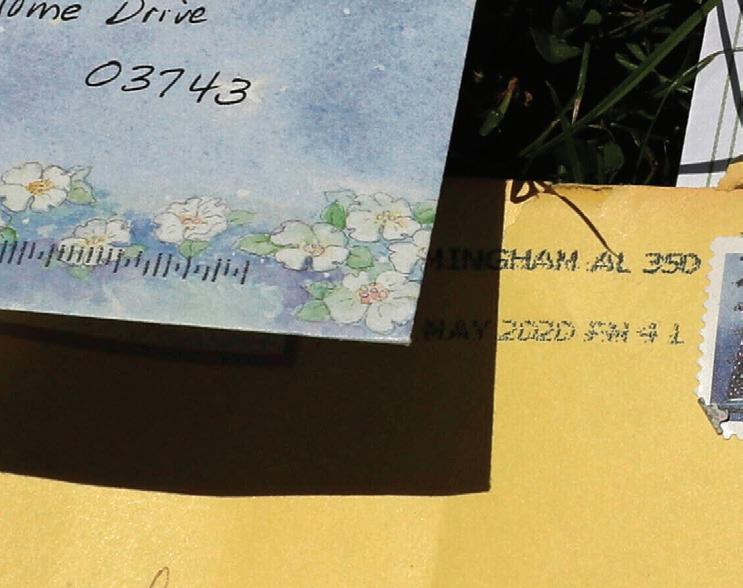 ome Drive
03743
MINGHAM AL 350
MAY 2020 PM 4 L